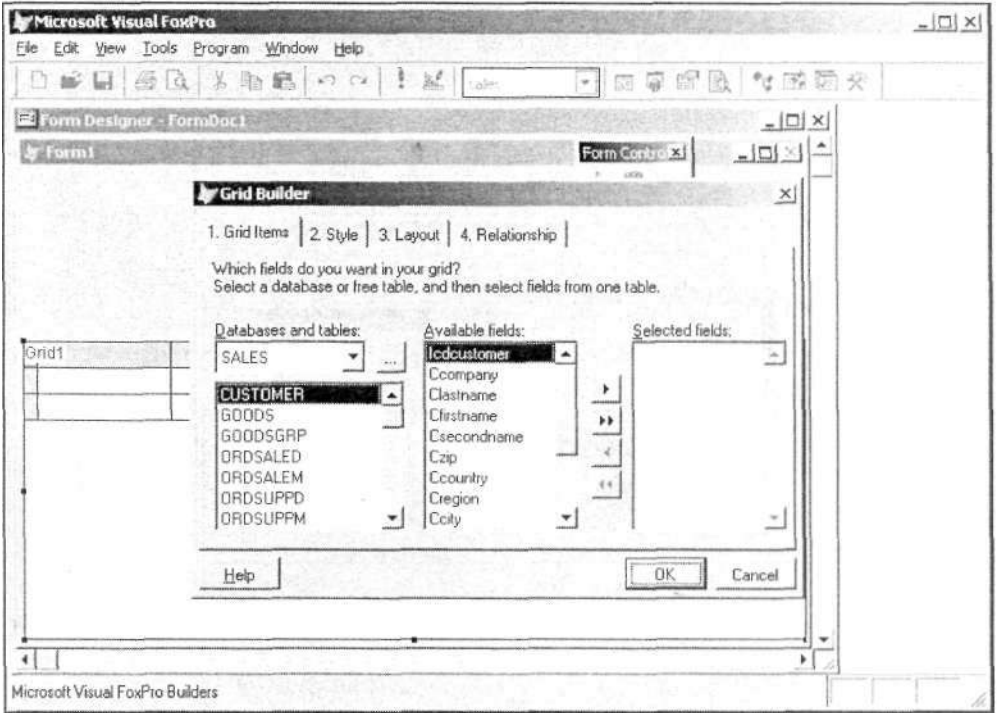 Microsoft Visual FoxPro
File Edit View Tools Program Window Help
sales
Form Designer - FormDoc1
Form1
Form Contro
Grid Builder
1. Grid Items 2. Style 3. Layout 4. Relationship
Which fields do you want in your grid?
Select a database or free table, and then select fields from one table.
Databases and tables:
SALES
...
CUSTOMER
GOODS
GOODSGRP
ORDSALED
ORDSALEM
ORDSUPPD
ORDSUPPM
Available fields:
Icdcustomer
Ccompany
Clastname
Cfirstname
Csecondname
Czip
Ccountry
Cregion
Ccity
Selected fields:
Grid1
Help
OK
Cancel
Microsoft Visual FoxPro Builders